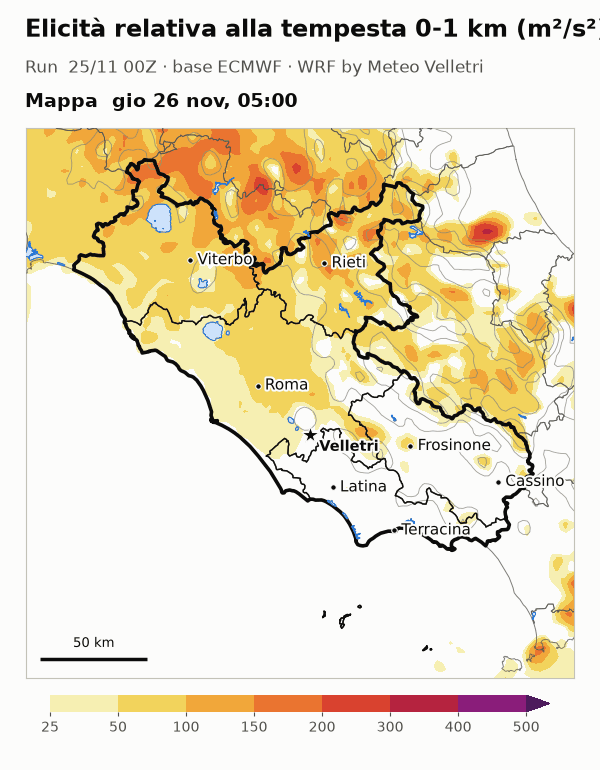 Elicità relativa alla tempesta 0-1 km (m²/s²)
Run  25/11 00Z · base ECMWF · WRF by Meteo Velletri
Mappa  gio 26 nov, 05:00
Viterbo
Rieti
Roma
Velletri
Frosinone
Latina
Cassino
Terracina
50 km
25 50 100 150 200 300 400 500